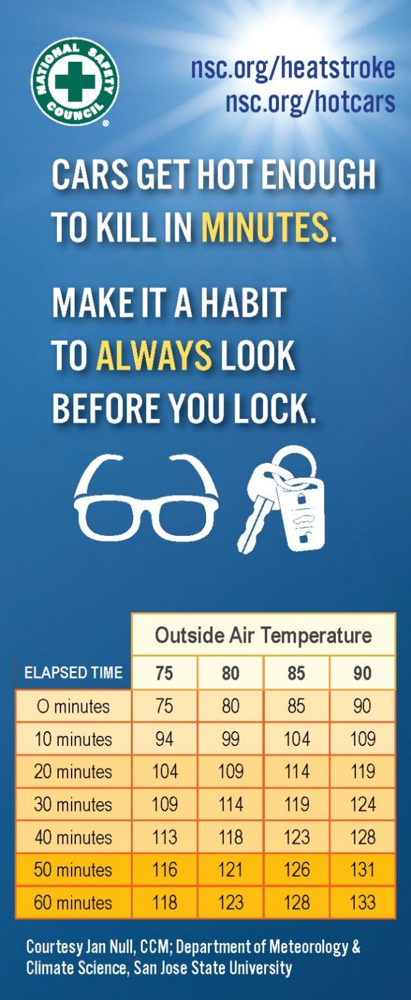 NATIONAL SAFETY
COUNCIL
®
nsc.org/heatstroke
nsc.org/hotcars
CARS GET HOT ENOUGH
TO KILL IN MINUTES.
MAKE IT A HABIT
TO ALWAYS LOOK
BEFORE YOU LOCK.
Outside Air Temperature
ELAPSED TIME 75 80 85 90
O minutes 75 80 85 90
10 minutes 94 99 104 109
20 minutes 104 109 114 119
30 minutes 109 114 119 124
40 minutes 113 118 123 128
50 minutes 116 121 126 131
60 minutes 118 123 128 133
Courtesy Jan Null, CCM; Department of Meteorology &
Climate Science, San Jose State University